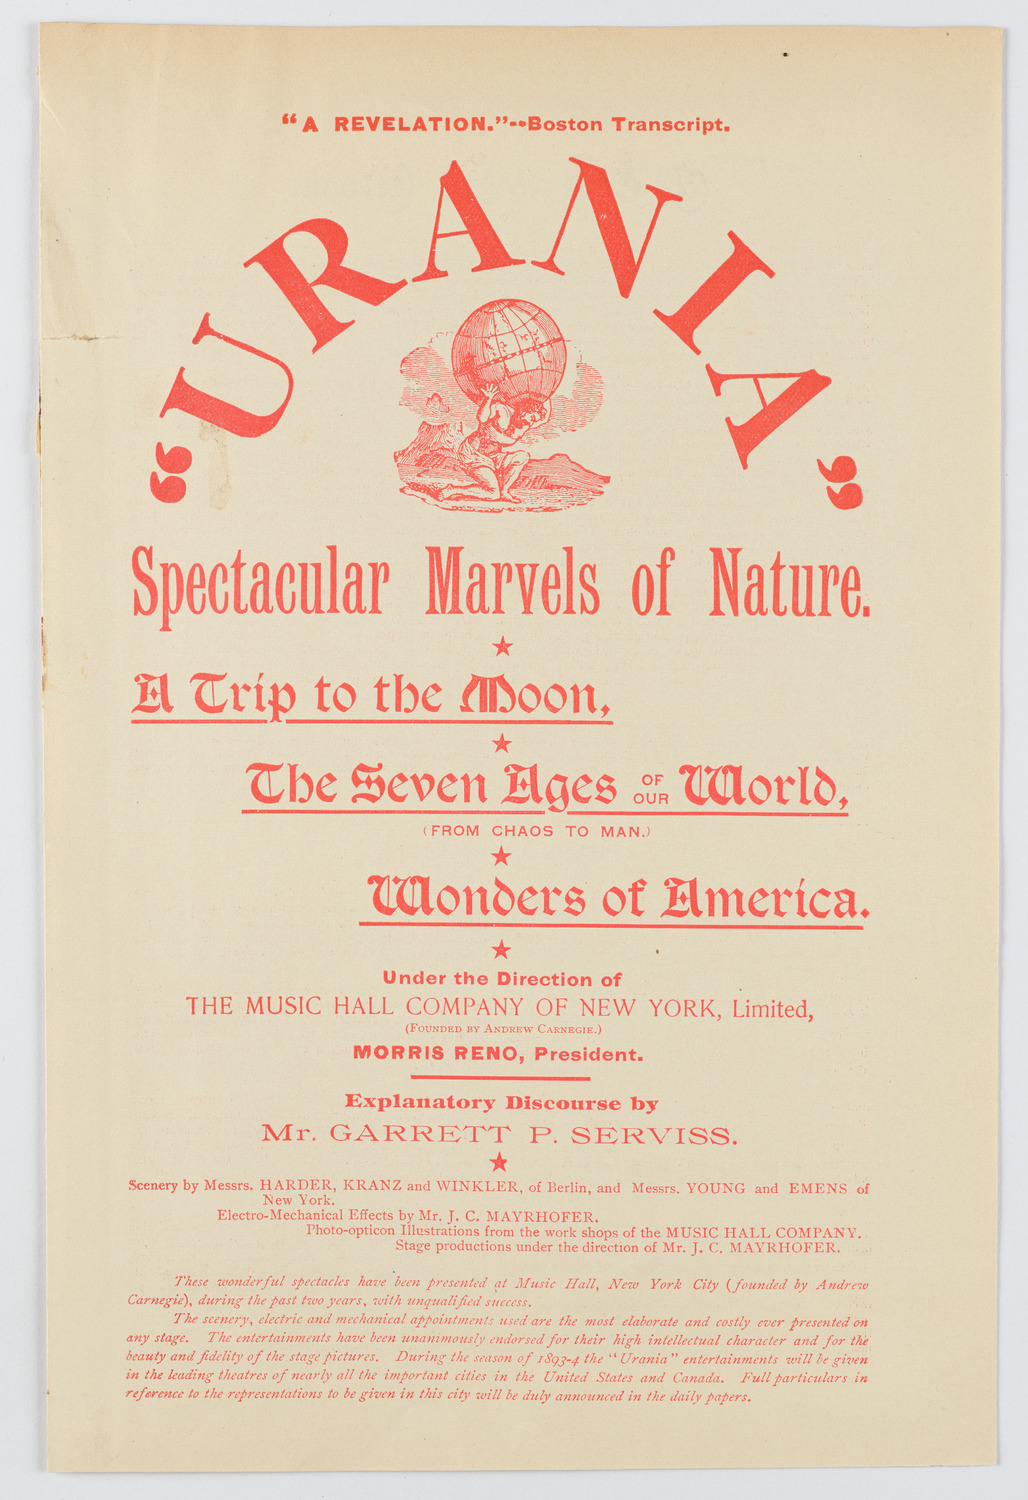 “A REVELATION.”--Boston Transcript.
“URANIA”
Spectacular Marvels of Nature.
A Trip to the Moon,
The Seven Ages OF OUR World,
(FROM CHAOS TO MAN.)
Wonders of America.
Under the Direction of
THE MUSIC HALL COMPANY OF NEW YORK, Limited,
(FOUNDED BY ANDREW CARNEGIE.)
MORRIS RENO, President.
Explanatory Discourse by
Mr. GARRETT P. SERVISS.
Scenery by Messrs. HARDER, KRANZ and WINKLER, of Berlin, and Messrs. YOUNG and EMENS of
New York.
Electro-Mechanical Effects by Mr. J. C. MAYRHOFER.
Photo-opticon Illustrations from the work shops of the MUSIC HALL COMPANY.
Stage productions under the direction of Mr. J. C. MAYRHOFER.
These wonderful spectacles have been presented at Music Hall, New York City (founded by Andrew
Carnegie), during the past two years, with unqualified success.
The scenery, electric and mechanical appointments used are the most elaborate and costly ever presented on
any stage. The entertainments have been unanimously endorsed for their high intellectual character and for the
beauty and fidelity of the stage pictures. During the season of 1893-4 the “Urania” entertainments will be given
in the leading theatres of nearly all the important cities in the United States and Canada. Full particulars in
reference to the representations to be given in this city will be duly announced in the daily papers.